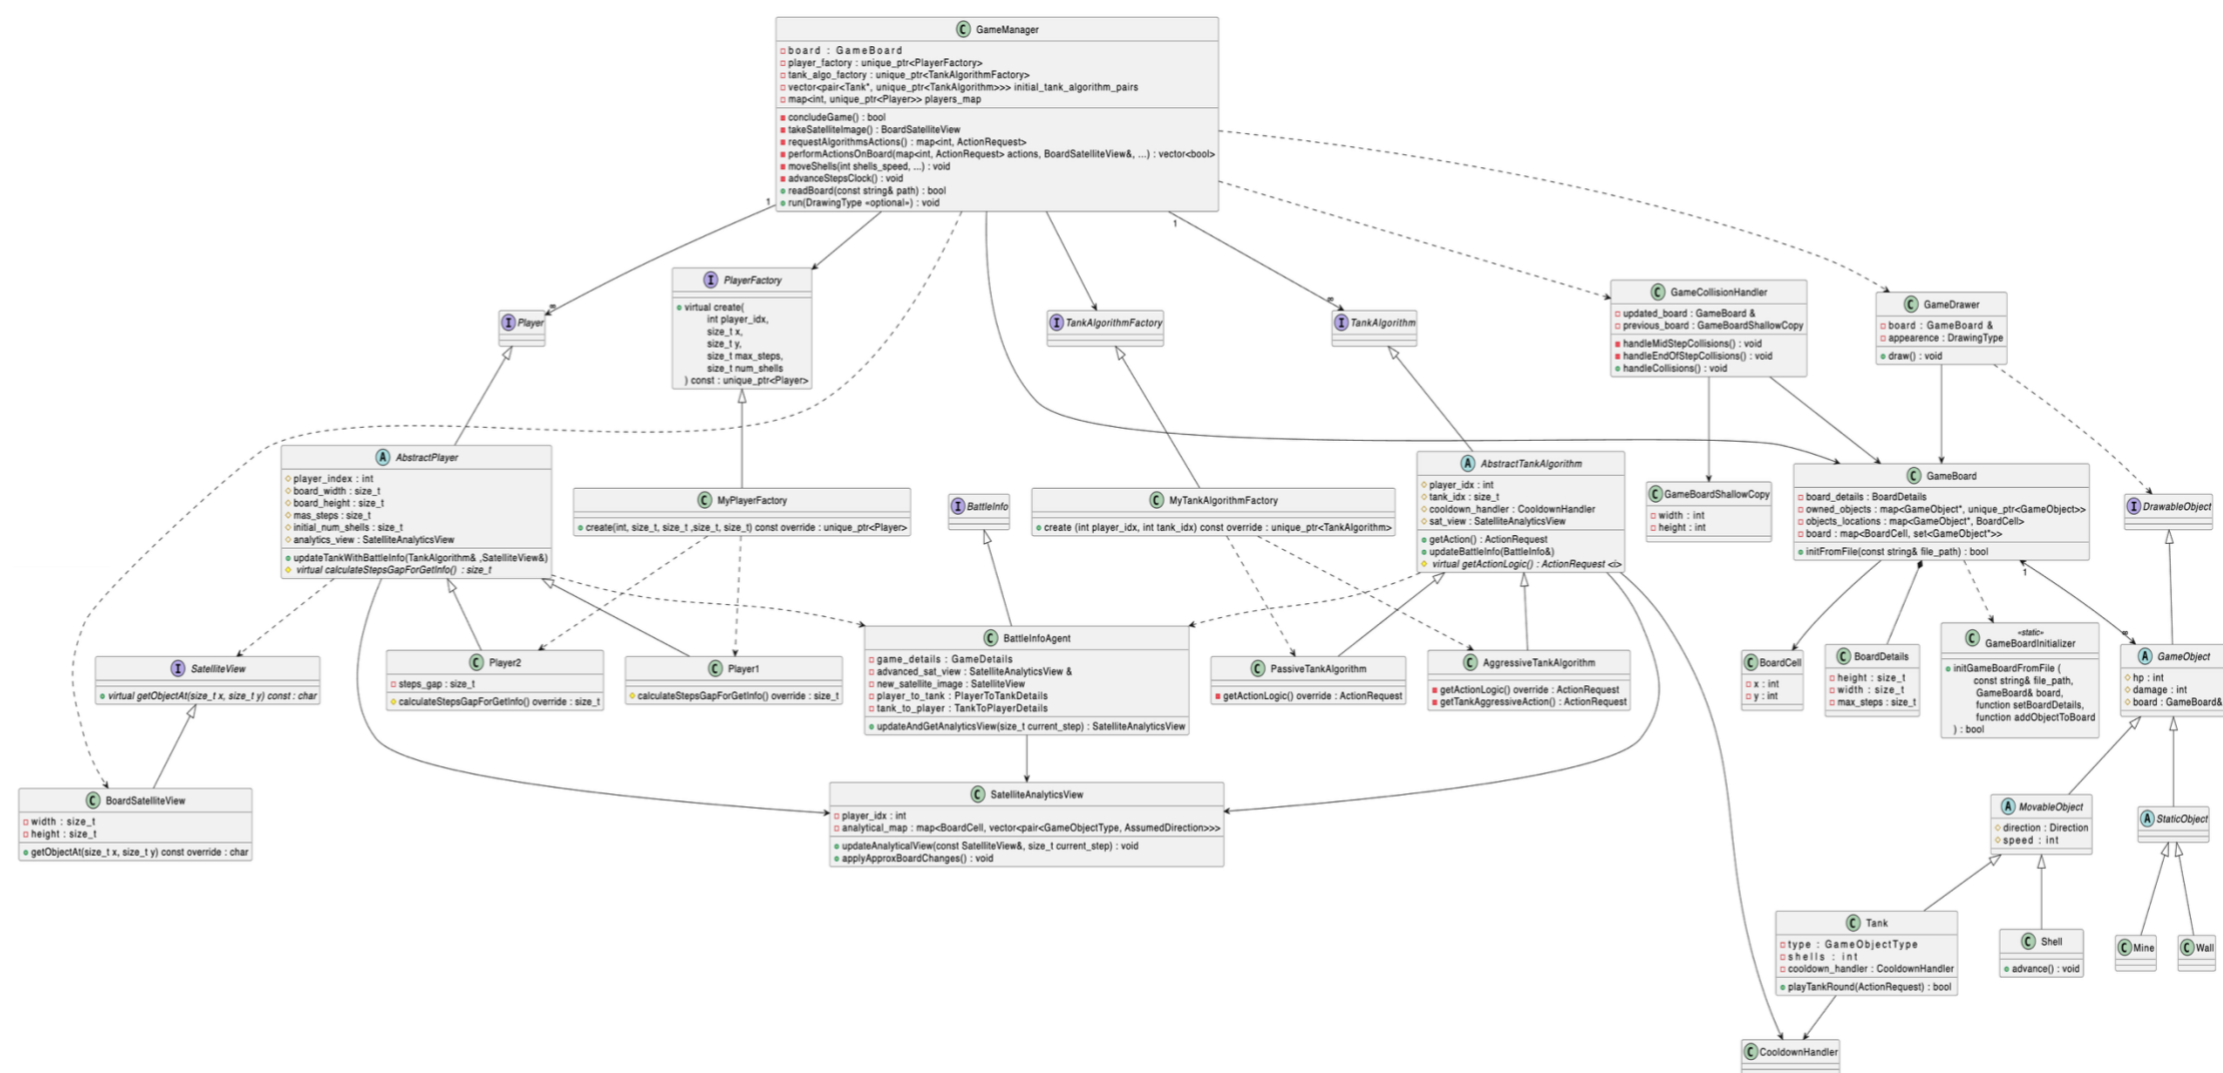 GameManager
board : GameBoard
player_factory : unique_ptr<PlayerFactory>
tank_algo_factory : unique_ptr<TankAlgorithmFactory>
vector<pair<Tank*, unique_ptr<TankAlgorithm>>> initial_tank_algorithm_pairs
map<int, unique_ptr<Player>> players_map
concludeGame() : bool
takeSatelliteImage() : BoardSatelliteView
requestAlgorithmsActions() : map<int, ActionRequest>
performActionsOnBoard(map<int, ActionRequest> actions, BoardSatelliteView&, ...) : vector<bool>
moveShells(int shells_speed, ...) : void
advanceStepsClock() : void
readBoard(const string& path) : bool
run(DrawingType «optional») : void
1
1
∞
∞
I Player
I PlayerFactory
virtual create(
int player_idx,
size_t x,
size_t y,
size_t max_steps,
size_t num_shells
) const : unique_ptr<Player>
I TankAlgorithmFactory
I TankAlgorithm
C GameCollisionHandler
updated_board : GameBoard &
previous_board : GameBoardShallowCopy
handleMidStepCollisions() : void
handleEndOfStepCollisions() : void
handleCollisions() : void
C GameDrawer
board : GameBoard &
appearence : DrawingType
draw() : void
A AbstractPlayer
player_index : int
board_width : size_t
board_height : size_t
mas_steps : size_t
initial_num_shells : size_t
analytics_view : SatelliteAnalyticsView
updateTankWithBattleInfo(TankAlgorithm& ,SatelliteView&)
virtual calculateStepsGapForGetInfo() : size_t
C MyPlayerFactory
create(int, size_t, size_t ,size_t, size_t) const override : unique_ptr<Player>
I BattleInfo
C MyTankAlgorithmFactory
create (int player_idx, int tank_idx) const override : unique_ptr<TankAlgorithm>
A AbstractTankAlgorithm
player_idx : int
tank_idx : size_t
cooldown_handler : CooldownHandler
sat_view : SatelliteAnalyticsView
getAction() : ActionRequest
updateBattleInfo(BattleInfo&)
virtual getActionLogic() : ActionRequest <i>
C GameBoardShallowCopy
width : int
height : int
C GameBoard
board_details : BoardDetails
owned_objects : map<GameObject*, unique_ptr<GameObject>>
objects_locations : map<GameObject*, BoardCell>
board : map<BoardCell, set<GameObject*>>
initFromFile(const string& file_path) : bool
1
∞
I DrawableObject
I SatelliteView
virtual getObjectAt(size_t x, size_t y) const : char
C Player2
steps_gap : size_t
calculateStepsGapForGetInfo() override : size_t
C Player1
calculateStepsGapForGetInfo() override : size_t
C BattleInfoAgent
game_details : GameDetails
advanced_sat_view : SatelliteAnalyticsView &
new_satellite_image : SatelliteView
player_to_tank : PlayerToTankDetails
tank_to_player : TankToPlayerDetails
updateAndGetAnalyticsView(size_t current_step) : SatelliteAnalyticsView
C PassiveTankAlgorithm
getActionLogic() override : ActionRequest
C AggressiveTankAlgorithm
getActionLogic() override : ActionRequest
getTankAggressiveAction() : ActionRequest
C BoardCell
x : int
y : int
C BoardDetails
height : size_t
width : size_t
max_steps : size_t
«static»
C GameBoardInitializer
initGameBoardFromFile (
const string& file_path,
GameBoard& board,
function setBoardDetails,
function addObjectToBoard
) : bool
A GameObject
hp : int
damage : int
board : GameBoard&
C BoardSatelliteView
width : size_t
height : size_t
getObjectAt(size_t x, size_t y) const override : char
C SatelliteAnalyticsView
player_idx : int
analytical_map : map<BoardCell, vector<pair<GameObjectType, AssumedDirection>>>
updateAnalyticalView(const SatelliteView&, size_t current_step) : void
applyApproxBoardChanges() : void
A MovableObject
direction : Direction
speed : int
A StaticObject
C Tank
type : GameObjectType
shells : int
cooldown_handler : CooldownHandler
playTankRound(ActionRequest) : bool
C Shell
advance() : void
C Mine
C Wall
C CooldownHandler